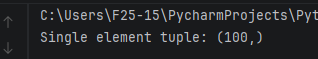 C:\Users\F25-15\PycharmProjects\Pyt
Single element tuple: (100,)